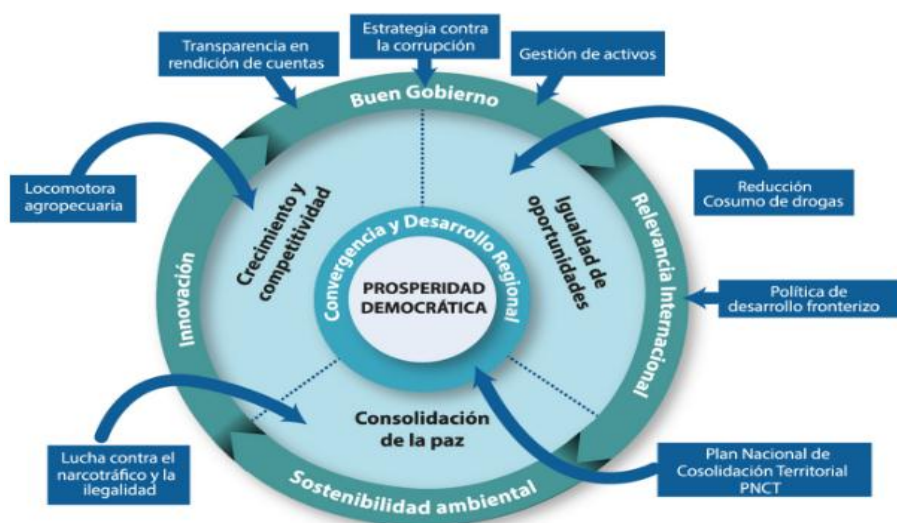 Estrategia contra
la corrupción
Transparencia en
rendición de cuentas
Gestión de activos
Buen Gobierno
Locomotora
agropecuaria
Crecimiento y
competitividad
Igualdad de
oportunidades
Reducción
Cosumo de drogas
Innovación
Convergencia y Desarrollo Regional
PROSPERIDAD
DEMOCRÁTICA
Relevancia Internacional
Política de
desarrollo fronterizo
Consolidación
de la paz
Lucha contra el
narcotráfico y la
ilegalidad
Sostenibilidad ambiental
Plan Nacional de
Cosolidación Territorial
PNCT